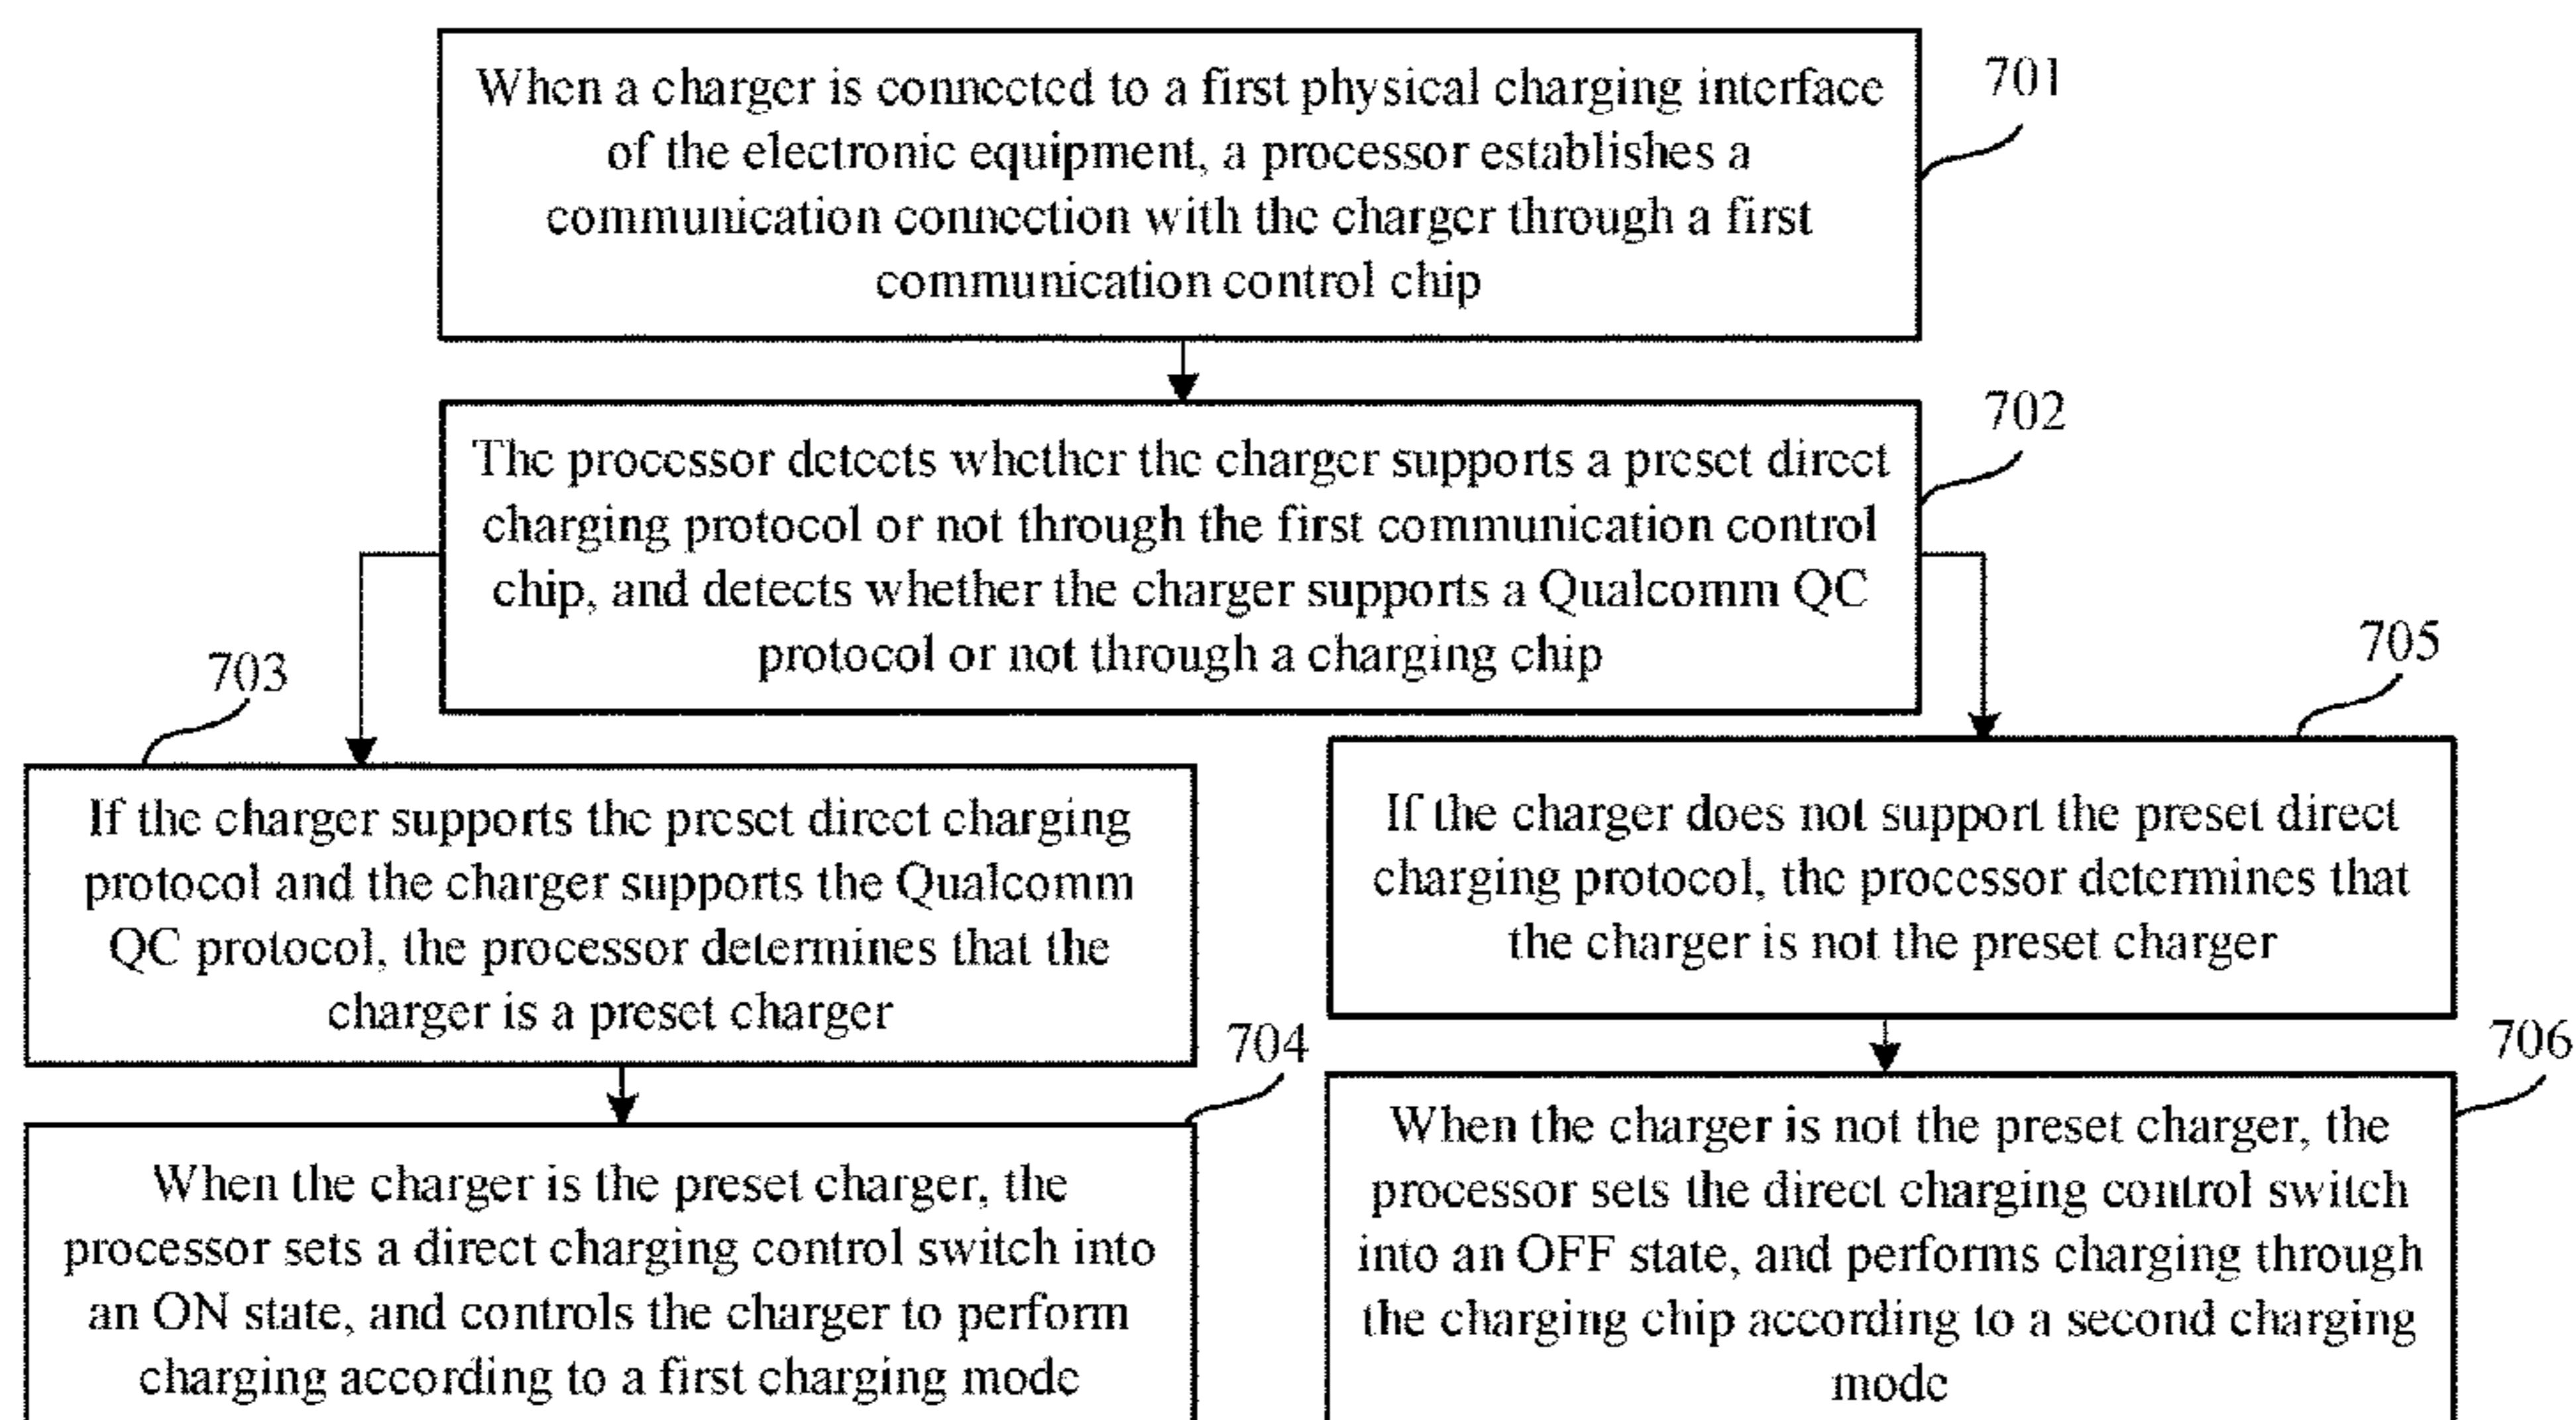 When a charger is connected to a first physical charging interface
of the electronic equipment, a processor establishes a
communication connection with the charger through a first
communication control chip
701
The processor detects whether the charger supports a preset direct
charging protocol or not through the first communication control
chip, and detects whether the charger supports a Qualcomm QC
protocol or not through a charging chip
702
703
If the charger supports the preset direct charging
protocol and the charger supports the Qualcomm
QC protocol, the processor determines that the
charger is a preset charger
704
When the charger is the preset charger, the
processor sets a direct charging control switch into
an ON state, and controls the charger to perform
charging according to a first charging mode
705
If the charger does not support the preset direct
charging protocol, the processor determines that
the charger is not the preset charger
706
When the charger is not the preset charger, the
processor sets the direct charging control switch
into an OFF state, and performs charging through
the charging chip according to a second charging
mode